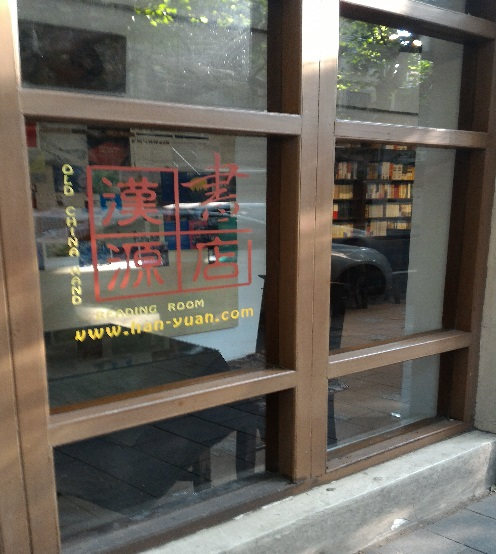 OLD CHINA HAND
漢源
書店
READING ROOM
www.han-yuan.com